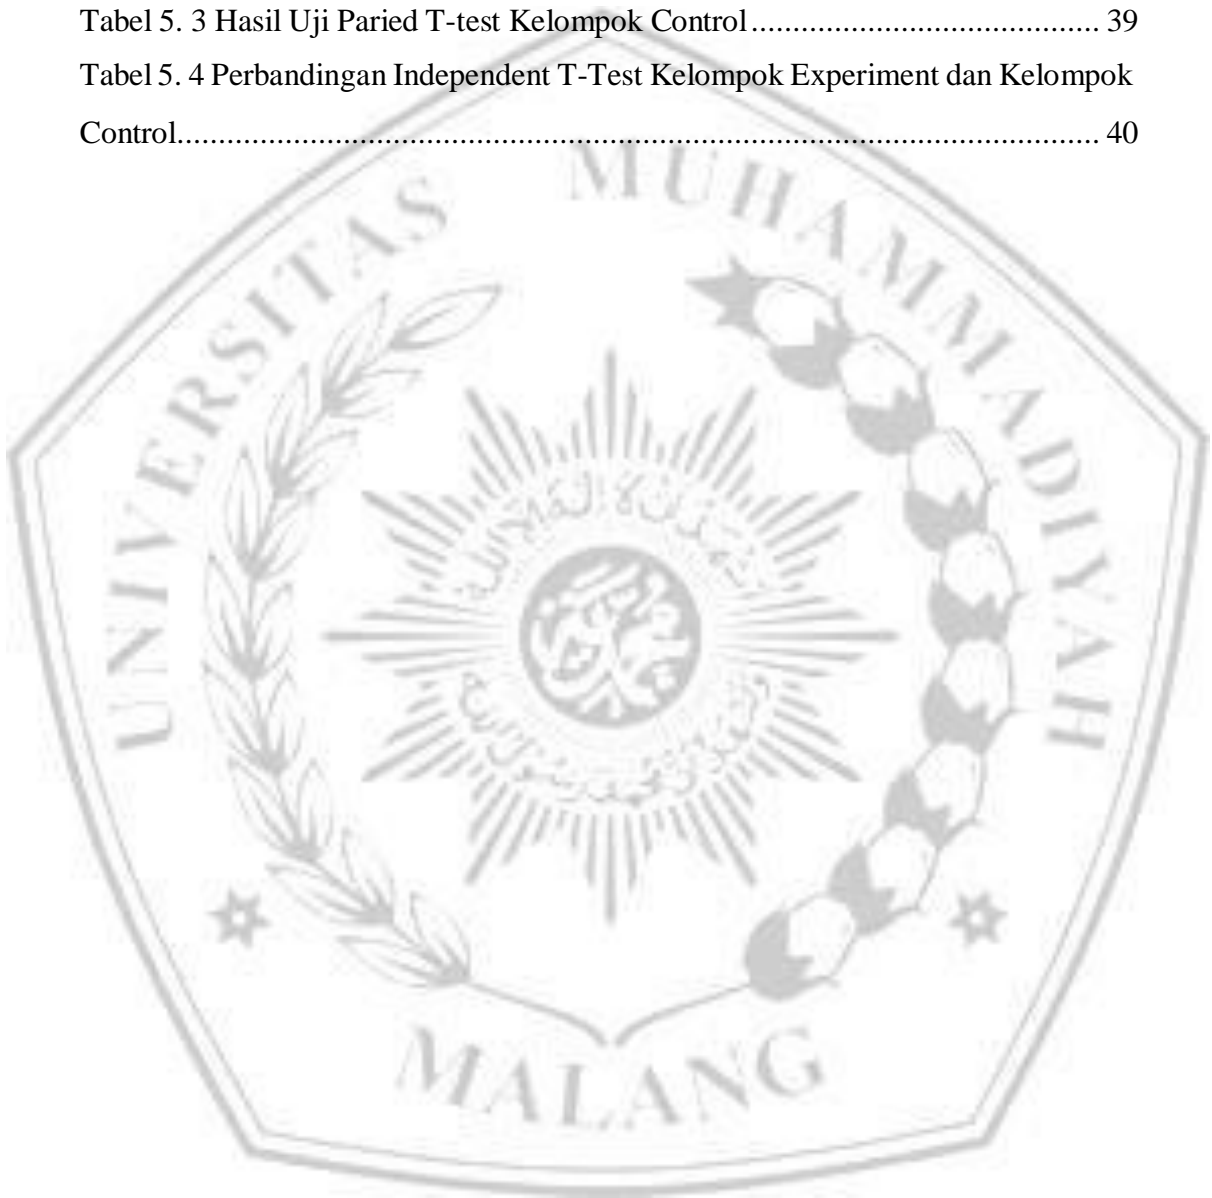 Tabel 5. 3 Hasil Uji Paried T-test Kelompok Control.......................................... 39
Tabel 5. 4 Perbandingan Independent T-Test Kelompok Experiment dan Kelompok
Control................................................................................................................ 40
UNIVERSITAS MUHAMMADIYAH
MALANG